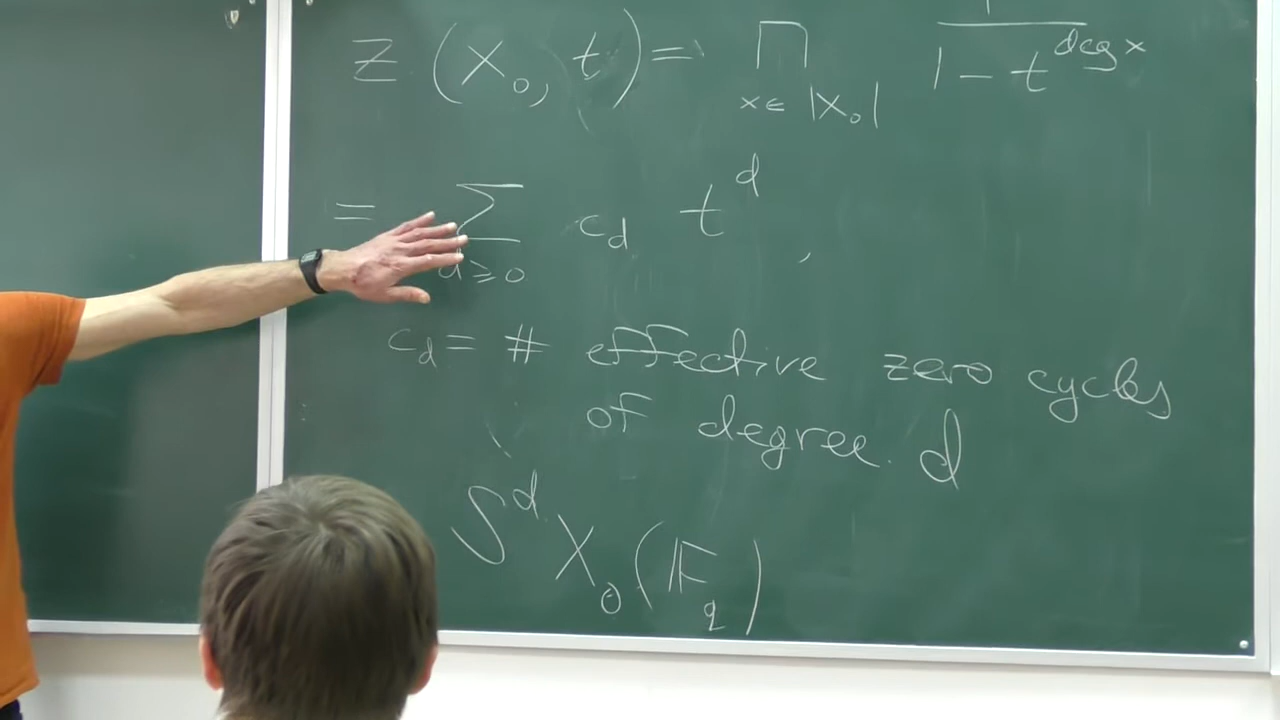 Z(X₀, t) = ∏_{x ∈ |X₀|} 1 / (1 − t^{deg x})
= ∑_{d ⩾ 0} c_d t^d ,
c_d = # effective zero cycles
of degree d
S^d X₀(𝔽_q)